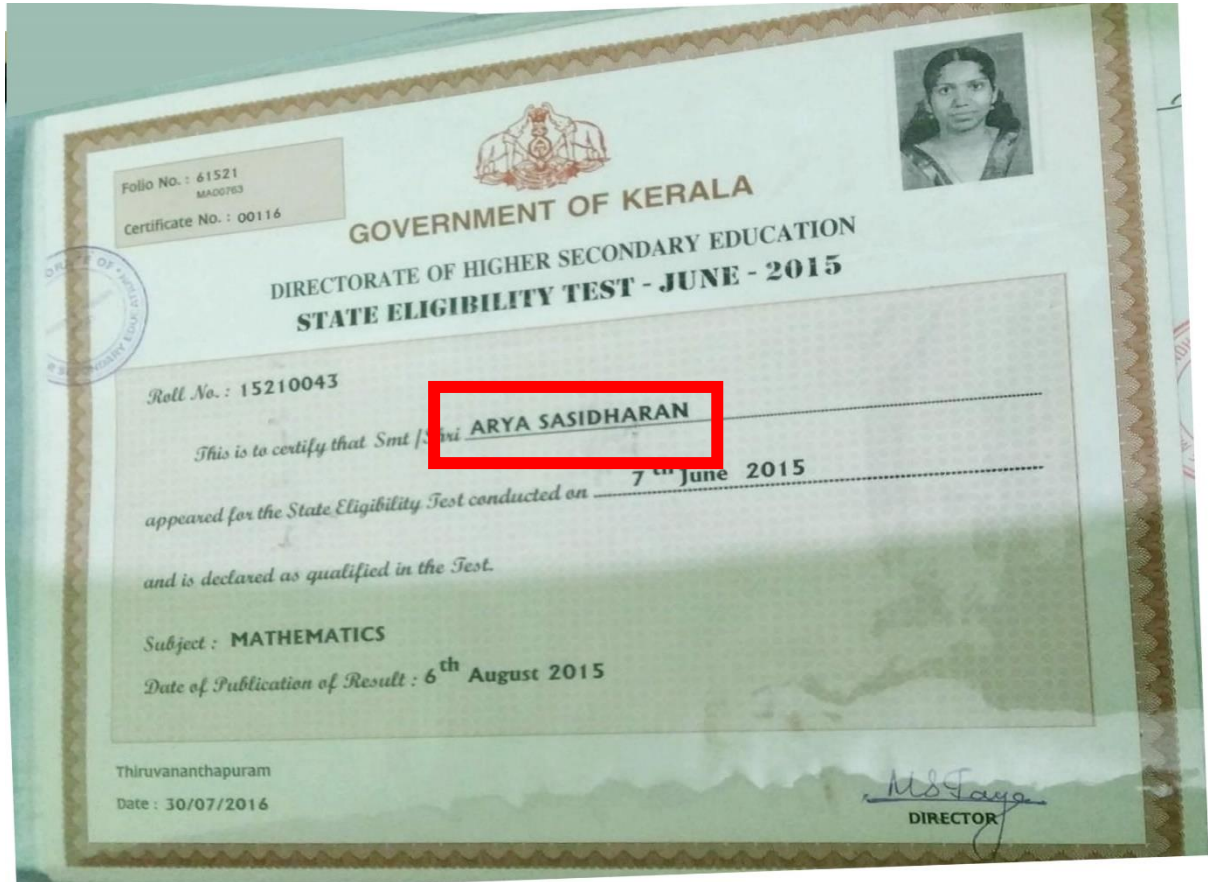 Folio No. : 61521
MA00763
Certificate No. : 00116
GOVERNMENT OF KERALA
DIRECTORATE OF HIGHER SECONDARY EDUCATION
STATE ELIGIBILITY TEST - JUNE - 2015
Roll No. : 15210043
This is to certify that Smt /Shri ARYA SASIDHARAN
appeared for the State Eligibility Test conducted on 7 th June 2015
and is declared as qualified in the Test.
Subject : MATHEMATICS
Date of Publication of Result : 6th August 2015
Thiruvananthapuram
Date : 30/07/2016
DIRECTOR